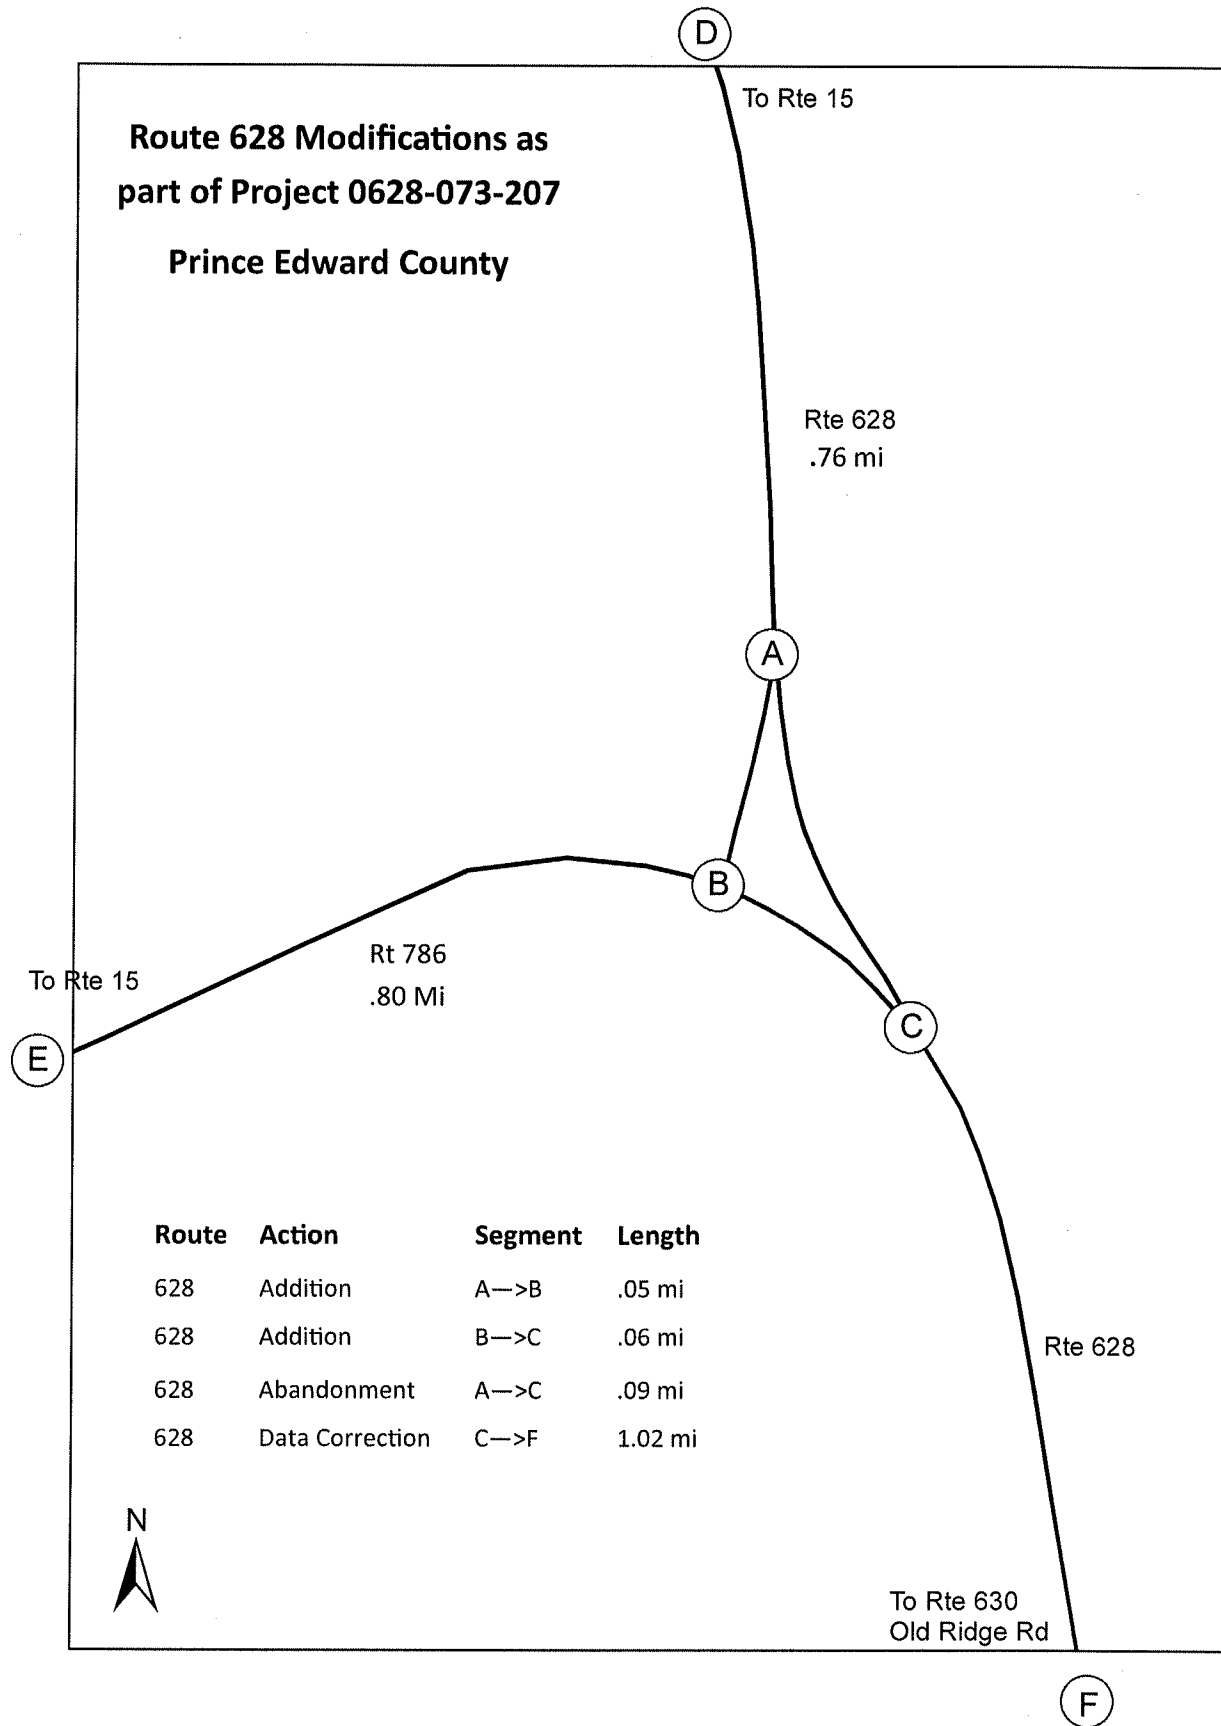 D
To Rte 15
Route 628 Modifications as
part of Project 0628-073-207
Prince Edward County
Rte 628
.76 mi
A
B
Rt 786
.80 Mi
To Rte 15
E
C
Route Action Segment Length
628 Addition A—>B .05 mi
628 Addition B—>C .06 mi
628 Abandonment A—>C .09 mi
628 Data Correction C—>F 1.02 mi
Rte 628
N
To Rte 630
Old Ridge Rd
F